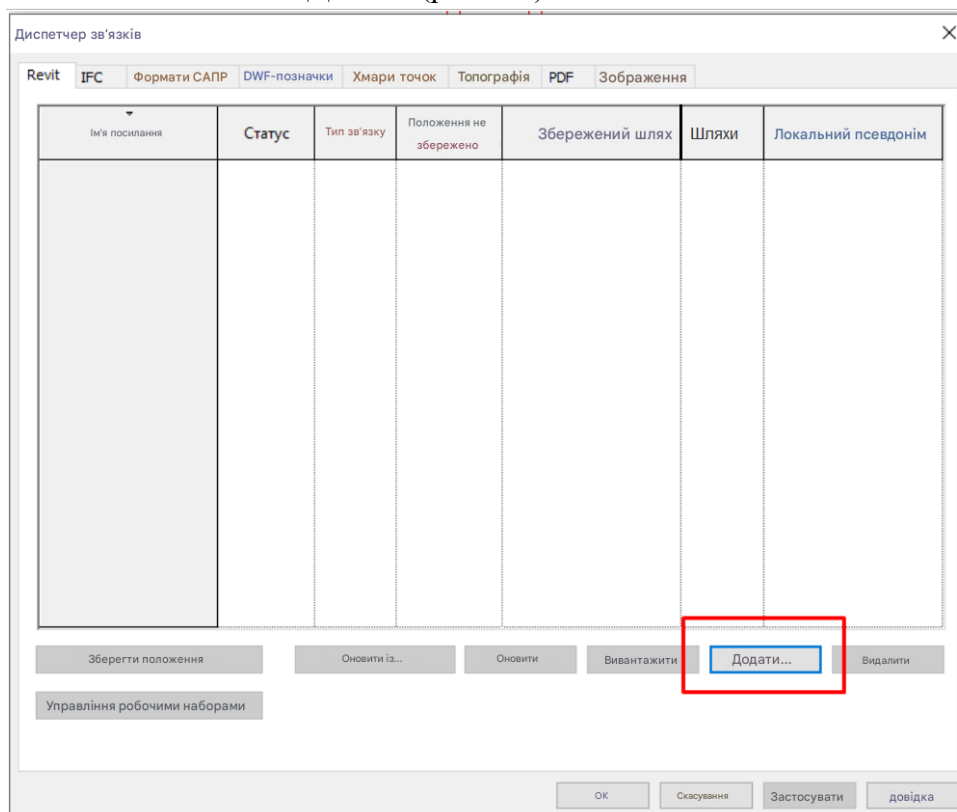 Диспетчер зв'язків
Revit IFC Формати САПР DWF-позначки Хмари точок Топографія PDF Зображення
Ім'я посилання Статус Тип зв'язку Положення не збережено Збережений шлях Шляхи Локальний псевдонім
Зберегти положення Оновити із... Оновити Вивантажити Додати... Видалити
Управління робочими наборами
ОК Скасування Застосувати довідка